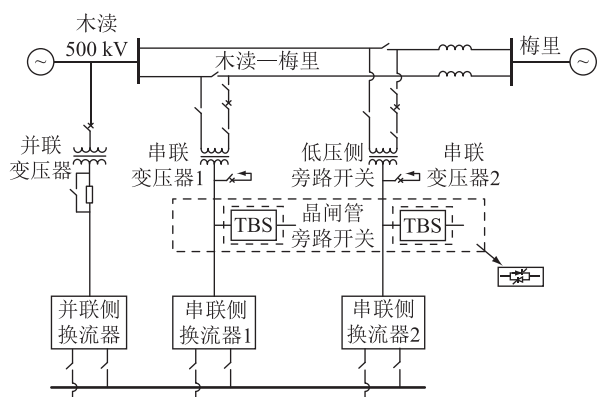 木渎
500 kV
梅里
~
~
木渎—梅里
并联
变压器
串联
变压器1
低压侧
旁路开关
串联
变压器2
晶闸管
旁路开关
TBS
TBS
并联侧
换流器
串联侧
换流器1
串联侧
换流器2